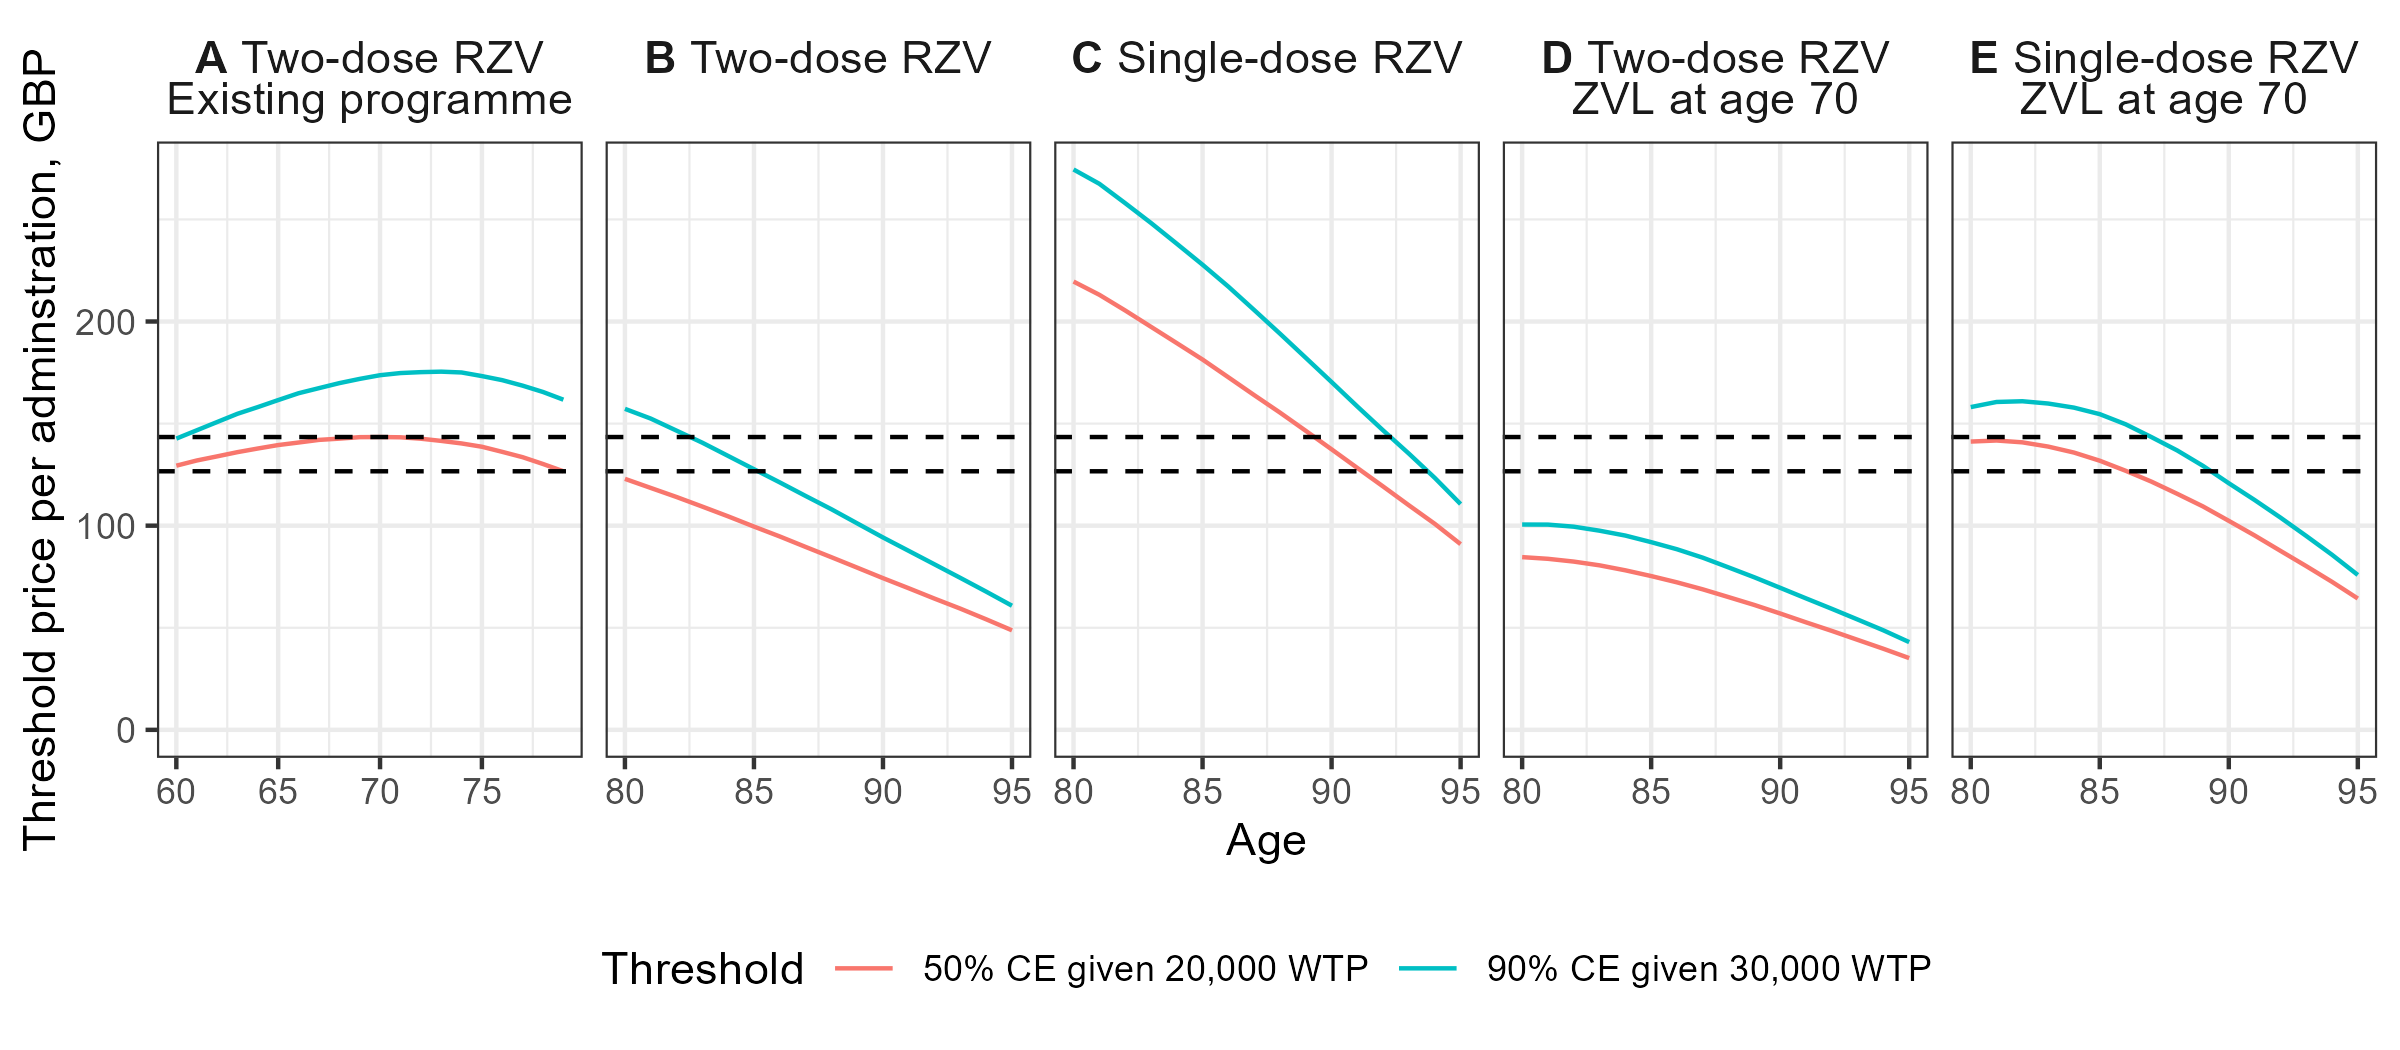 A Two-dose RZV
Existing programme
B Two-dose RZV
C Single-dose RZV
D Two-dose RZV
ZVL at age 70
E Single-dose RZV
ZVL at age 70
Threshold price per adminstration, GBP
200
100
0
60 65 70 75
80 85 90 95
80 85 90 95
80 85 90 95
80 85 90 95
Age
Threshold 50% CE given 20,000 WTP 90% CE given 30,000 WTP